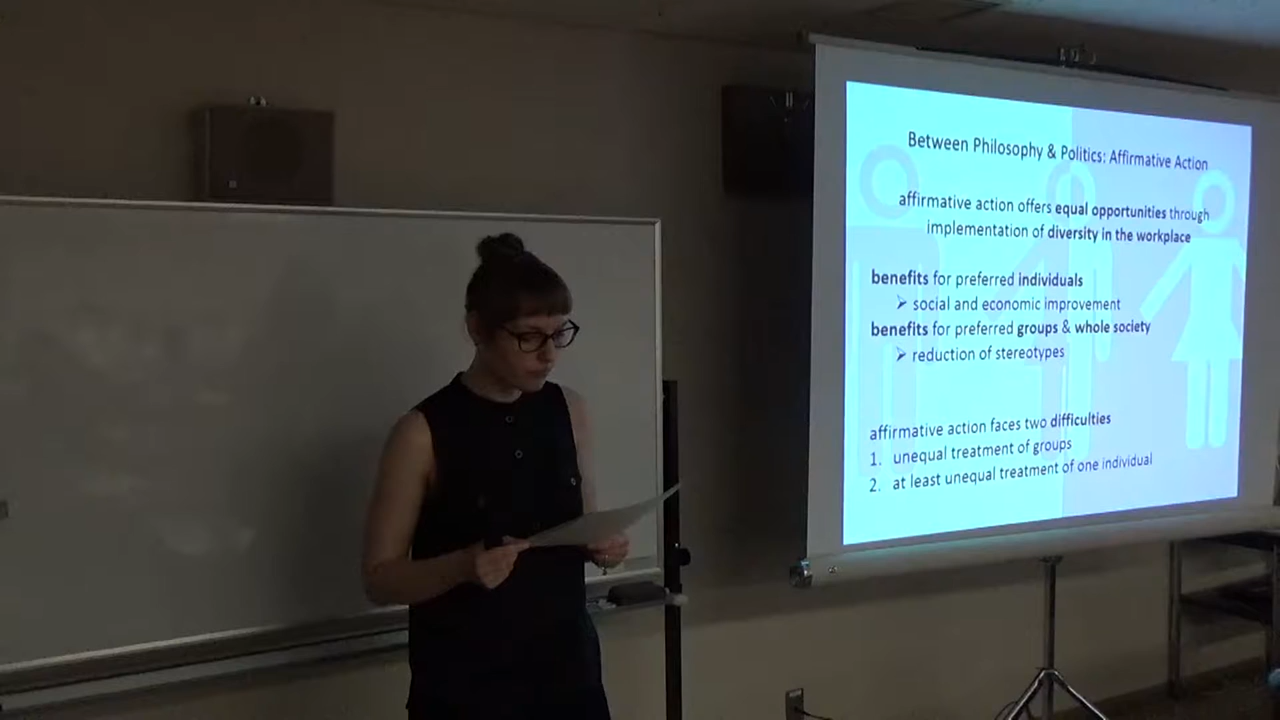 Between Philosophy & Politics: Affirmative Action
affirmative action offers equal opportunities through
implementation of diversity in the workplace
benefits for preferred individuals
➢ social and economic improvement
benefits for preferred groups & whole society
➢ reduction of stereotypes
affirmative action faces two difficulties
1. unequal treatment of groups
2. at least unequal treatment of one individual